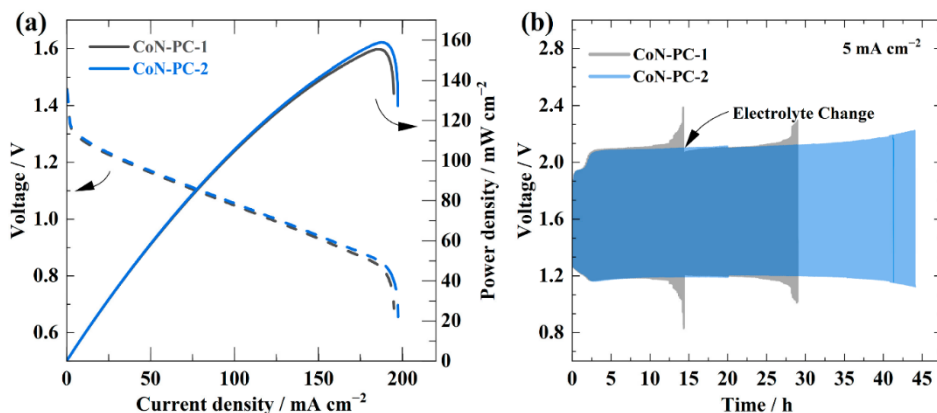 (a)
CoN-PC-1
CoN-PC-2
1.6
1.4
1.2
1.0
0.8
0.6
Voltage / V
0
50
100
150
200
Current density / mA cm⁻²
160
140
120
100
80
60
40
20
0
Power density / mW cm⁻²
(b)
CoN-PC-1
CoN-PC-2
5 mA cm⁻²
Electrolyte Change
2.8
2.4
2.0
1.6
1.2
0.8
Voltage / V
0
5
10
15
20
25
30
35
40
45
Time / h